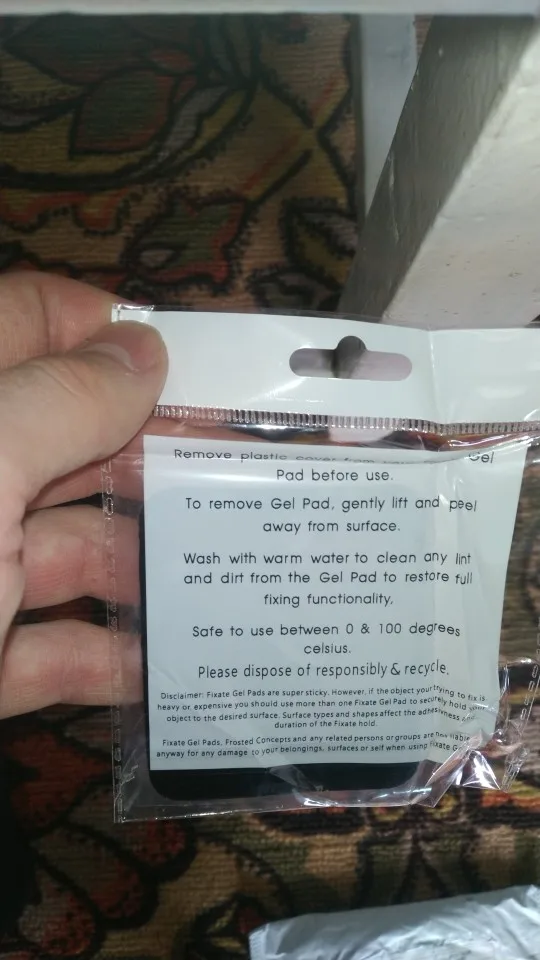 Remove plastic cover from Gel
Pad before use.
To remove Gel Pad, gently lift and peel
away from surface.
Wash with warm water to clean any lint
and dirt from the Gel Pad to restore full
fixing functionality,
Safe to use between 0 & 100 degrees
celsius.
Please dispose of responsibly & recycle.
Disclaimer: Fixate Gel Pads are super sticky. However, if the object your trying to fix is
heavy or expensive you should use more than one Fixate Gel Pad to securely hold your
object to the desired surface. Surface types and shapes affect the adhesiveness and
duration of the Fixate hold.
Fixate Gel Pads, Frosted Concepts and any related persons or groups are not liable
anyway for any damage to your belongings, surfaces or self when using Fixate